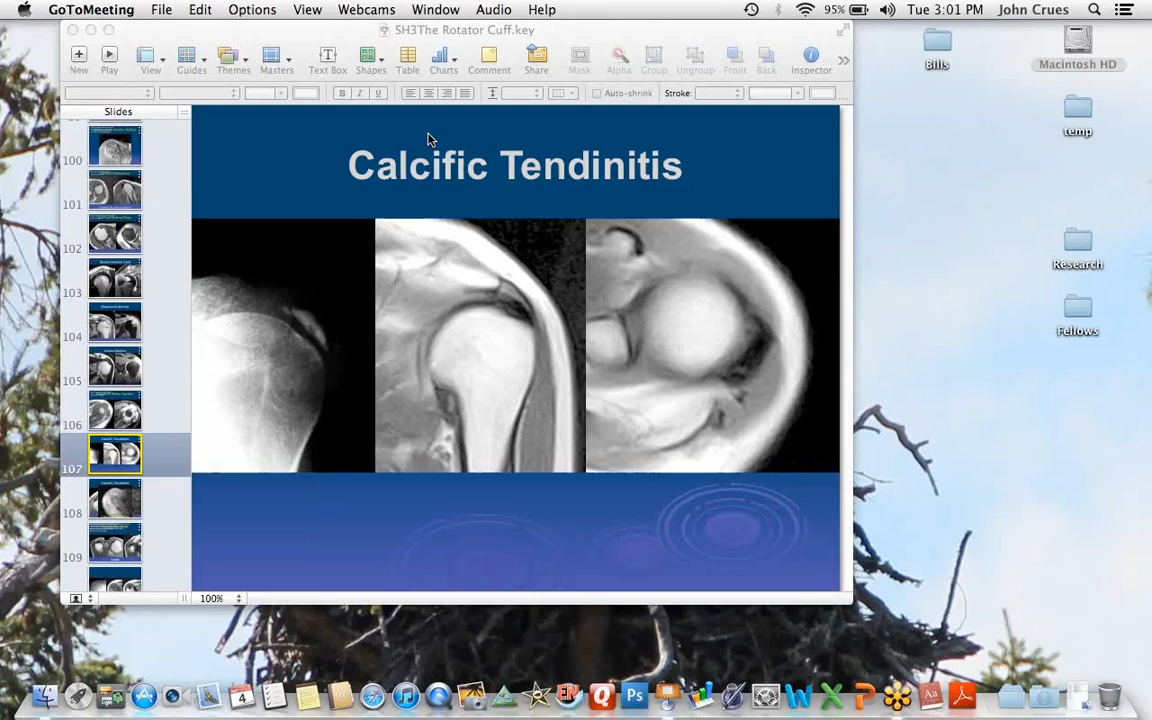 GoToMeeting File Edit Options View Webcams Window Audio Help 95% Tue 3:01 PM John Crues
SH3The Rotator Cuff.key
New Play View Guides Themes Masters Text Box Shapes Table Charts Comment Share Mask Alpha Group Ungroup Front Back Inspector
B I U Auto-shrink Stroke:
Slides
100
101
102
103
104
105
106
107
108
109
Calcific Tendinitis
100%
Bills
Macintosh HD
temp
Research
Fellows